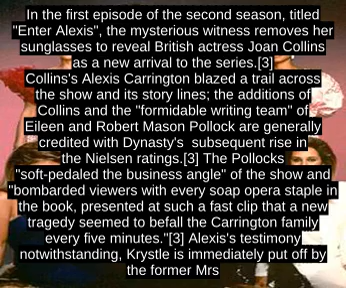 In the first episode of the second season, titled
"Enter Alexis", the mysterious witness removes her
sunglasses to reveal British actress Joan Collins
as a new arrival to the series.[3]
Collins's Alexis Carrington blazed a trail across
the show and its story lines; the additions of
Collins and the "formidable writing team" of
Eileen and Robert Mason Pollock are generally
credited with Dynasty's  subsequent rise in
the Nielsen ratings.[3] The Pollocks
"soft-pedaled the business angle" of the show and
"bombarded viewers with every soap opera staple in
the book, presented at such a fast clip that a new
tragedy seemed to befall the Carrington family
every five minutes."[3] Alexis's testimony
notwithstanding, Krystle is immediately put off by
the former Mrs